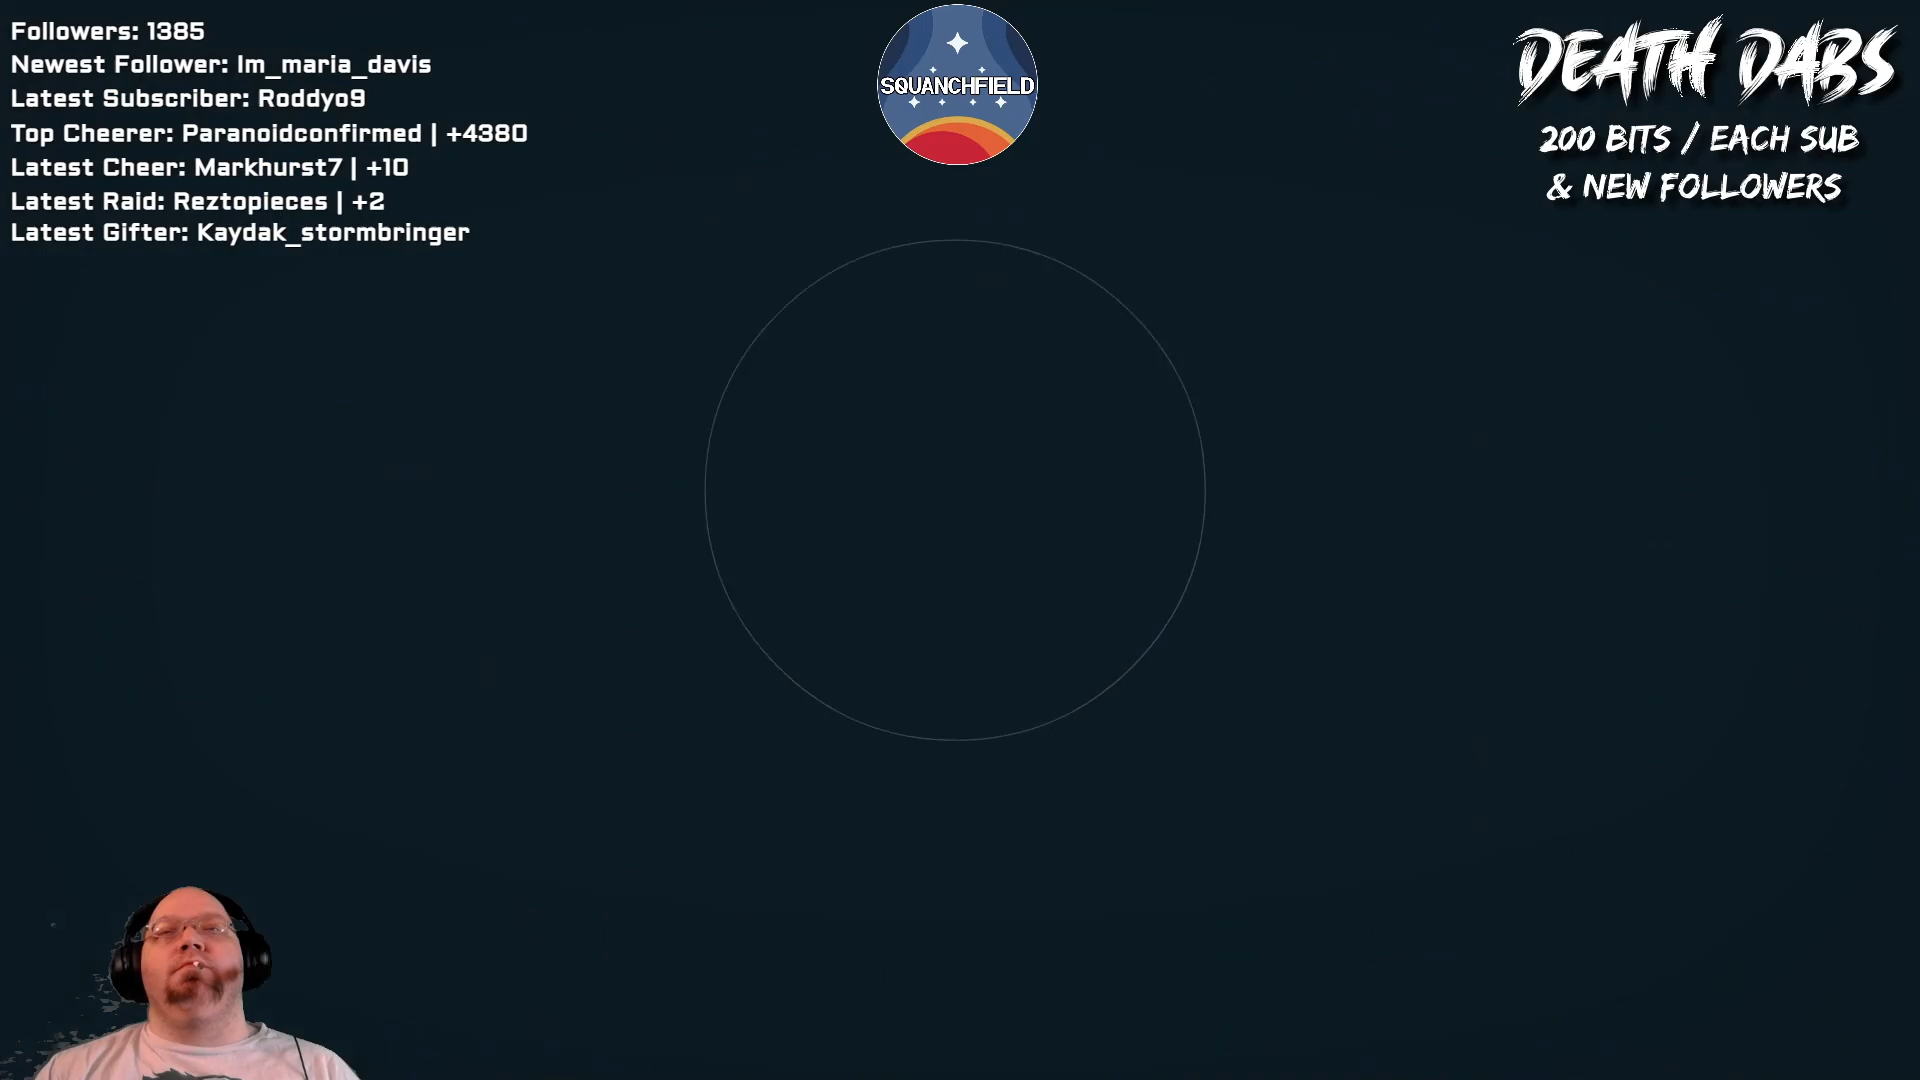 Followers: 1385
Newest Follower: Im_maria_davis
Latest Subscriber: Roddyo9
Top Cheerer: Paranoidconfirmed | +4380
Latest Cheer: Markhurst7 | +10
Latest Raid: Reztopieces | +2
Latest Gifter: Kaydak_stormbringer
SQUANCHFIELD
DEATH DABS
200 BITS / EACH SUB
& NEW FOLLOWERS